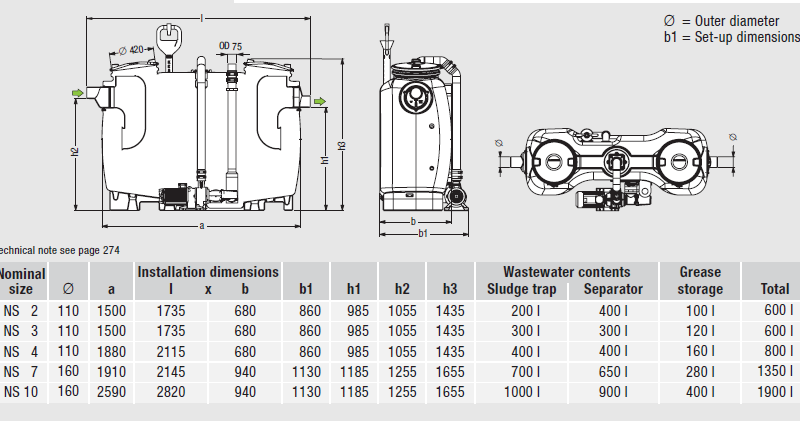 Ø = Outer diameter
b1 = Set-up dimensions
l
Ø 420
OD 75
h2
h1
h3
a
b
b1
Ø
Ø
echnical note see page 274
Nominal size Ø a Installation dimensions l x b b1 h1 h2 h3 Wastewater contents Sludge trap Separator Grease storage Total
NS 2 110 1500 1735 680 860 985 1055 1435 200 l 400 l 100 l 600 l
NS 3 110 1500 1735 680 860 985 1055 1435 300 l 300 l 120 l 600 l
NS 4 110 1880 2115 680 860 985 1055 1435 400 l 400 l 160 l 800 l
NS 7 160 1910 2145 940 1130 1185 1255 1655 700 l 650 l 280 l 1350 l
NS 10 160 2590 2820 940 1130 1185 1255 1655 1000 l 900 l 400 l 1900 l